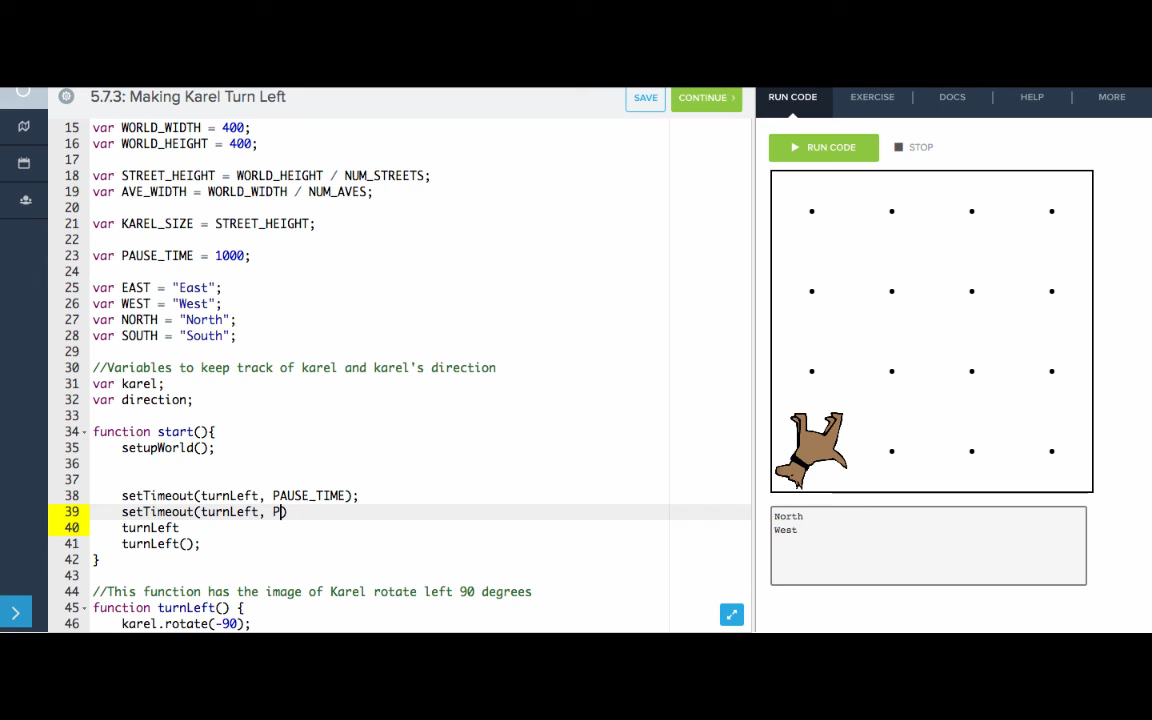 5.7.3: Making Karel Turn Left
SAVE
CONTINUE
RUN CODE
EXERCISE
DOCS
HELP
MORE
RUN CODE
STOP
15 var WORLD_WIDTH = 400;
16 var WORLD_HEIGHT = 400;
17
18 var STREET_HEIGHT = WORLD_HEIGHT / NUM_STREETS;
19 var AVE_WIDTH = WORLD_WIDTH / NUM_AVES;
20
21 var KAREL_SIZE = STREET_HEIGHT;
22
23 var PAUSE_TIME = 1000;
24
25 var EAST = "East";
26 var WEST = "West";
27 var NORTH = "North";
28 var SOUTH = "South";
29
30 //Variables to keep track of karel and karel's direction
31 var karel;
32 var direction;
33
34 function start(){
35 setupWorld();
36
37
38 setTimeout(turnLeft, PAUSE_TIME);
39 setTimeout(turnLeft, P)
40 turnLeft
41 turnLeft();
42 }
43
44 //This function has the image of Karel rotate left 90 degrees
45 function turnLeft() {
46 karel.rotate(-90);
North
West